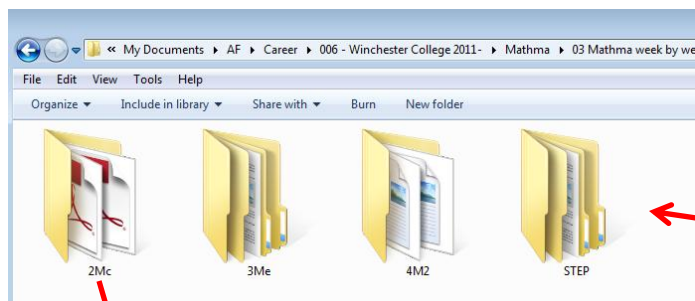 « My Documents ▸ AF ▸ Career ▸ 006 - Winchester College 2011- ▸ Mathma ▸ 03 Mathma week by we
File Edit View Tools Help
Organize ▾ Include in library ▾ Share with ▾ Burn New folder
2Mc 3Me 4M2 STEP